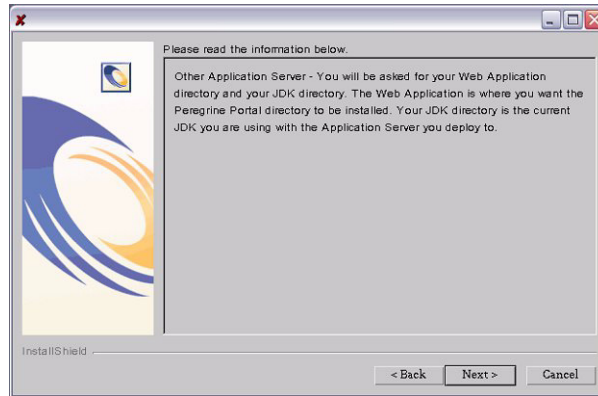 Please read the information below.
Other Application Server - You will be asked for your Web Application
directory and your JDK directory. The Web Application is where you want the
Peregrine Portal directory to be installed. Your JDK directory is the current
JDK you are using with the Application Server you deploy to.
InstallShield
< Back Next > Cancel